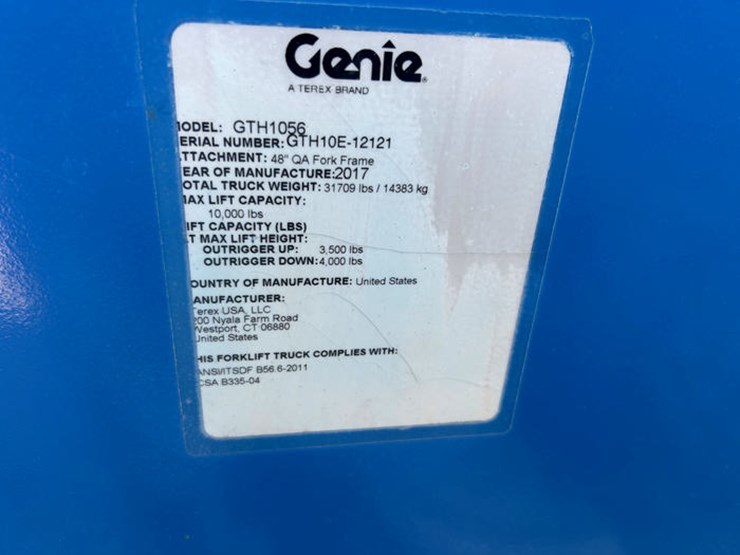 Genie
A TEREX BRAND
MODEL: GTH1056
ERIAL NUMBER: GTH10E-12121
TTACHMENT: 48" QA Fork Frame
EAR OF MANUFACTURE:2017
OTAL TRUCK WEIGHT: 31709 lbs / 14383 kg
MAX LIFT CAPACITY:
10,000 lbs
IFT CAPACITY (LBS)
AT MAX LIFT HEIGHT:
OUTRIGGER UP: 3,500 lbs
OUTRIGGER DOWN: 4,000 lbs
OUNTRY OF MANUFACTURE: United States
ANUFACTURER:
Terex USA, LLC
200 Nyala Farm Road
Westport, CT 06880
United States
HIS FORKLIFT TRUCK COMPLIES WITH:
ANSI/ITSDF B56.6-2011
CSA B335-04